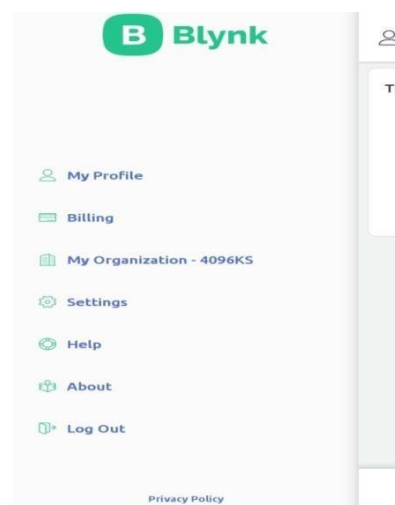 B Blynk
T
My Profile
Billing
My Organization - 4096KS
Settings
Help
About
Log Out
Privacy Policy